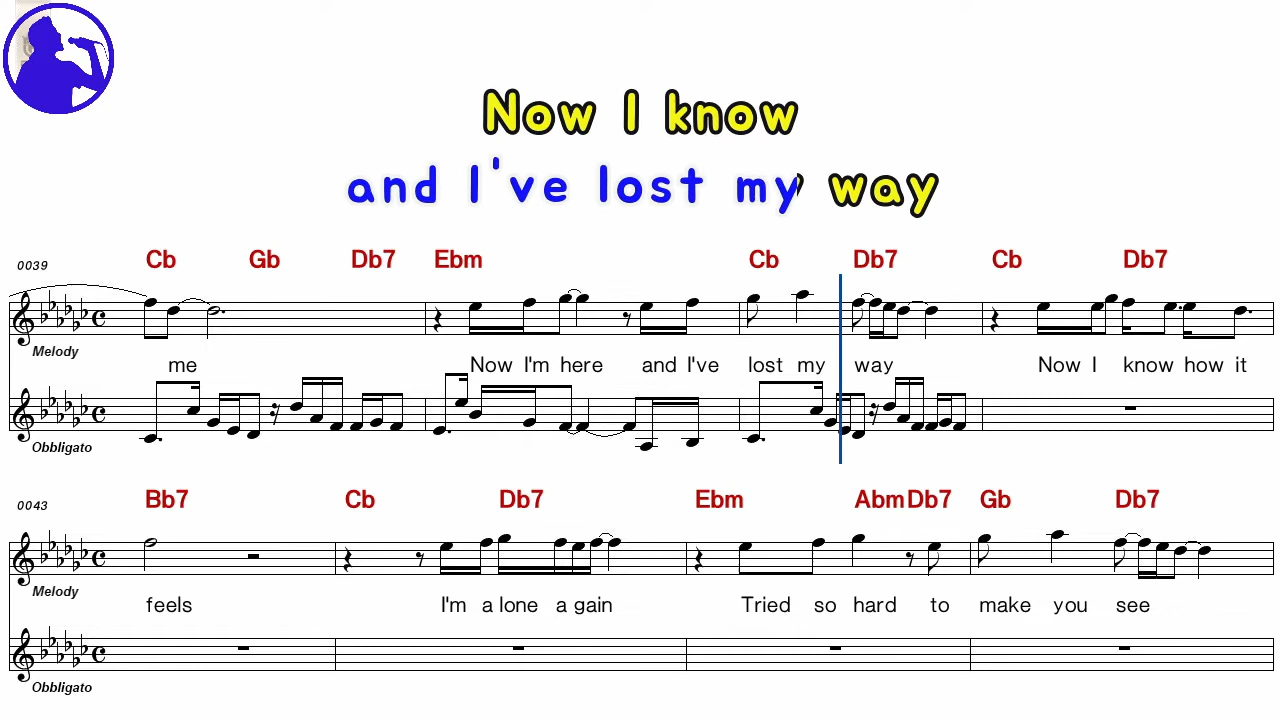 Now I know
and I've lost my way
0039 Cb Gb Db7 Ebm Cb Db7 Cb Db7
Melody
me Now I'm here and I've lost my way Now I know how it
Obbligato
0043 Bb7 Cb Db7 Ebm Abm Db7 Gb Db7
Melody
feels I'm a lone a gain Tried so hard to make you see
Obbligato